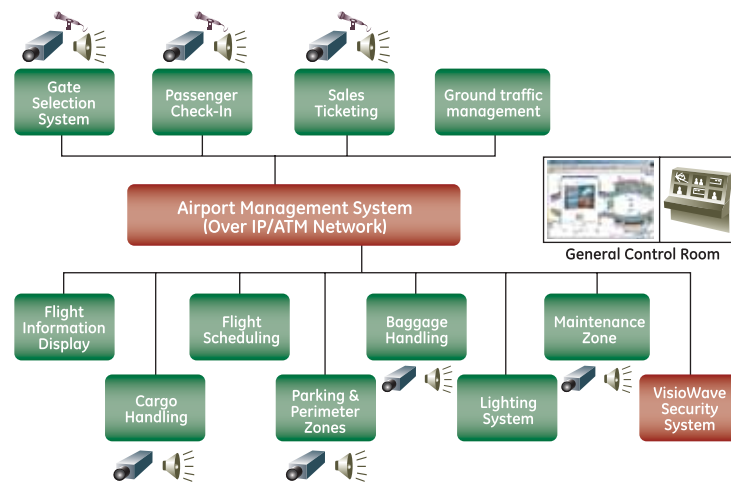 Gate
Selection
System
Passenger
Check-In
Sales
Ticketing
Ground traffic
management
Airport Management System
(Over IP/ATM Network)
General Control Room
Flight
Information
Display
Flight
Scheduling
Baggage
Handling
Maintenance
Zone
Cargo
Handling
Parking &
Perimeter
Zones
Lighting
System
VisioWave
Security
System